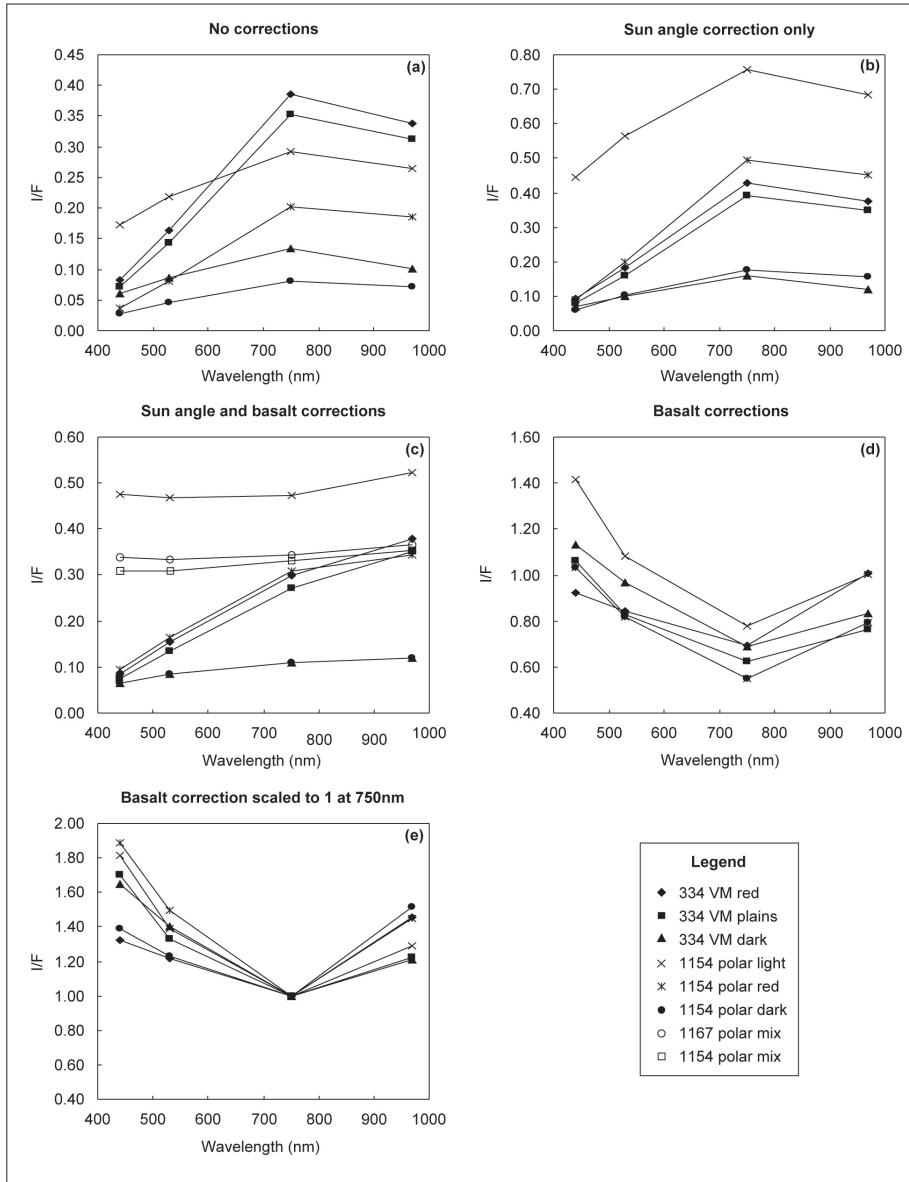 No corrections
(a)
0.45
0.40
0.35
0.30
0.25
0.20
0.15
0.10
0.05
0.00
I/F
400 500 600 700 800 900 1000
Wavelength (nm)
Sun angle correction only
(b)
0.80
0.70
0.60
0.50
0.40
0.30
0.20
0.10
0.00
I/F
400 500 600 700 800 900 1000
Wavelength (nm)
Sun angle and basalt corrections
(c)
0.60
0.50
0.40
0.30
0.20
0.10
0.00
I/F
400 500 600 700 800 900 1000
Wavelength (nm)
Basalt corrections
(d)
1.60
1.40
1.20
1.00
0.80
0.60
0.40
I/F
400 500 600 700 800 900 1000
Wavelength (nm)
Basalt correction scaled to 1 at 750nm
(e)
2.00
1.80
1.60
1.40
1.20
1.00
0.80
0.60
0.40
I/F
400 500 600 700 800 900 1000
Wavelength (nm)
Legend
334 VM red
334 VM plains
334 VM dark
1154 polar light
1154 polar red
1154 polar dark
1167 polar mix
1154 polar mix